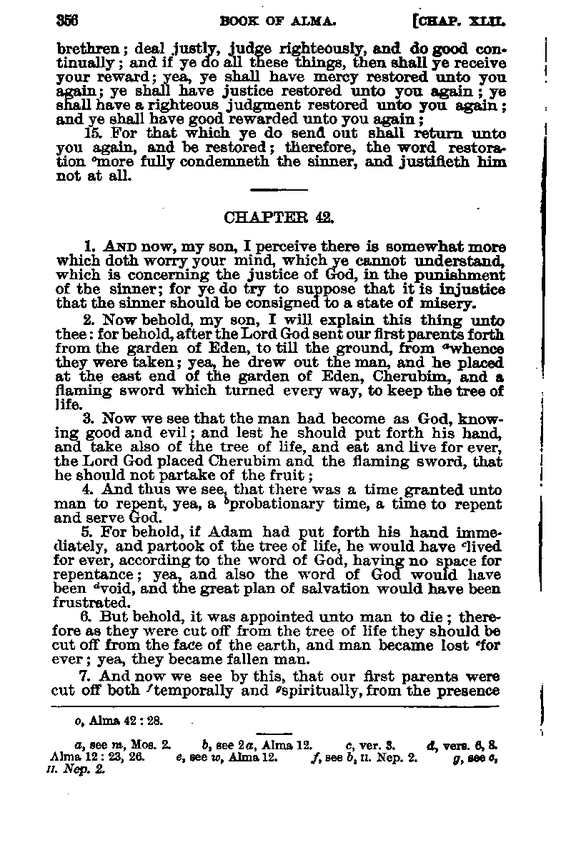 356 BOOK OF ALMA. [CHAP. XLII.
brethren; deal justly, judge righteously, and do good con-
tinually; and if ye do all these things, then shall ye receive
your reward; yea, ye shall have mercy restored unto you
again; ye shall have justice restored unto you again; ye
shall have a righteous judgment restored unto you again;
and ye shall have good rewarded unto you again;
15. For that which ye do send out shall return unto
you again, and be restored; therefore, the word restora-
tion ᵒmore fully condemneth the sinner, and justifieth him
not at all.
CHAPTER 42.
1. AND now, my son, I perceive there is somewhat more
which doth worry your mind, which ye cannot understand,
which is concerning the justice of God, in the punishment
of the sinner; for ye do try to suppose that it is injustice
that the sinner should be consigned to a state of misery.
2. Now behold, my son, I will explain this thing unto
thee: for behold, after the Lord God sent our first parents forth
from the garden of Eden, to till the ground, from ᵃwhence
they were taken; yea, he drew out the man, and he placed
at the east end of the garden of Eden, Cherubim, and a
flaming sword which turned every way, to keep the tree of
life.
3. Now we see that the man had become as God, know-
ing good and evil; and lest he should put forth his hand,
and take also of the tree of life, and eat and live for ever,
the Lord God placed Cherubim and the flaming sword, that
he should not partake of the fruit;
4. And thus we see, that there was a time granted unto
man to repent, yea, a ᵇprobationary time, a time to repent
and serve God.
5. For behold, if Adam had put forth his hand imme-
diately, and partook of the tree of life, he would have ᶜlived
for ever, according to the word of God, having no space for
repentance; yea, and also the word of God would have
been ᵈvoid, and the great plan of salvation would have been
frustrated.
6. But behold, it was appointed unto man to die; there-
fore as they were cut off from the tree of life they should be
cut off from the face of the earth, and man became lost ᵉfor
ever; yea, they became fallen man.
7. And now we see by this, that our first parents were
cut off both ᶠtemporally and ᵍspiritually, from the presence
o, Alma 42:28.
a, see m, Mos. 2. b, see 2a, Alma 12. c, ver. 3. d, vers. 6, 8.
Alma 12:23, 26. e, see w, Alma 12. f, see b, II. Nep. 2. g, see c,
II. Nep. 2.